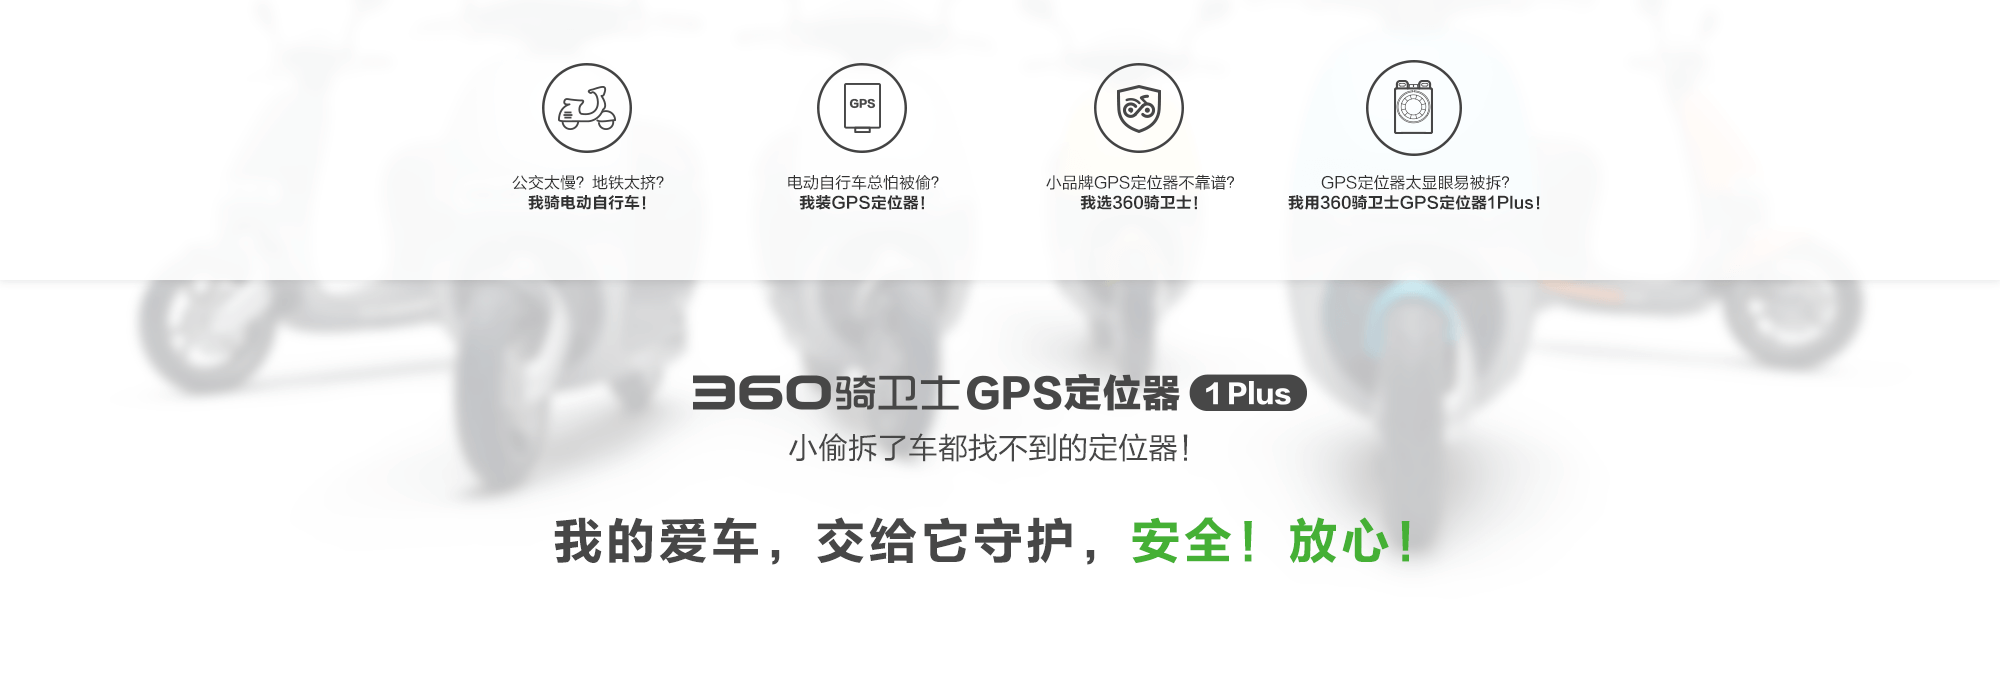 GPS
公交太慢？地铁太挤？
我骑电动自行车！
电动自行车总怕被偷？
我装GPS定位器！
小品牌GPS定位器不靠谱？
我选360骑卫士！
GPS定位器太显眼易被拆？
我用360骑卫士GPS定位器1Plus！
360骑卫士GPS定位器 1Plus
小偷拆了车都找不到的定位器！
我的爱车，交给它守护，安全！放心！